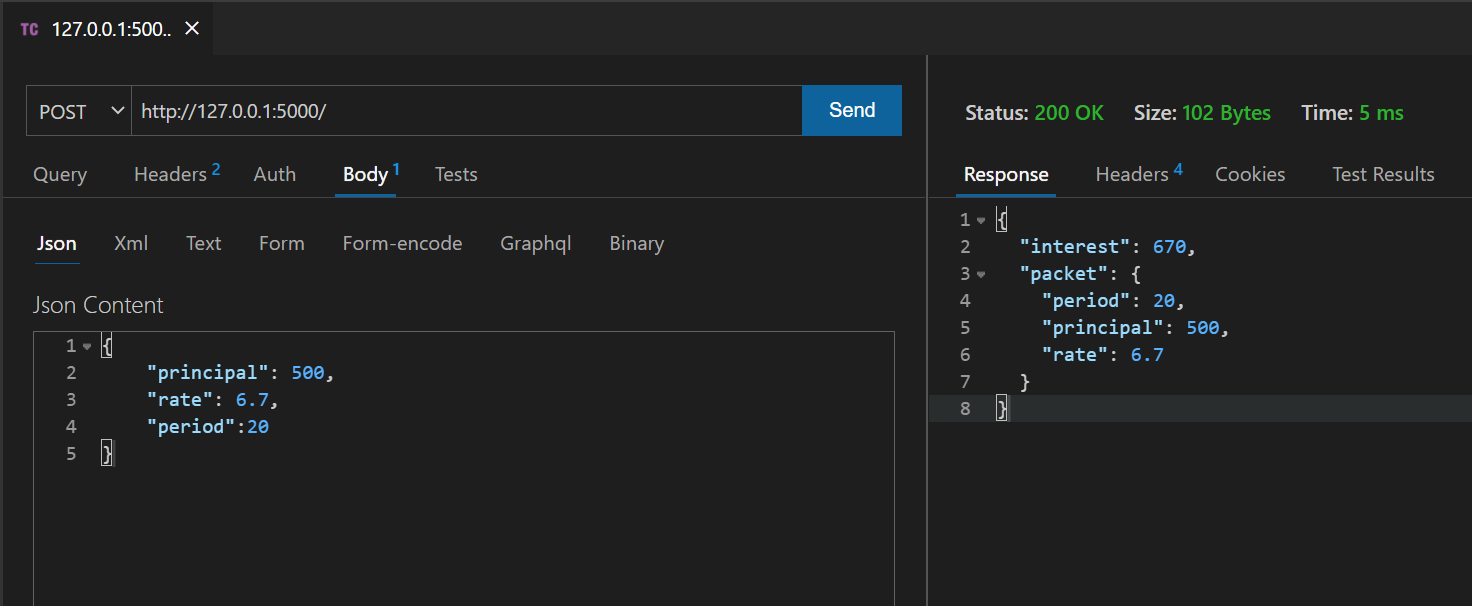 TC 127.0.0.1:500..
POST http://127.0.0.1:5000/ Send
Query Headers 2 Auth Body 1 Tests
Json Xml Text Form Form-encode Graphql Binary
Json Content
1 {
2 "principal": 500,
3 "rate": 6.7,
4 "period":20
5 }
Status: 200 OK Size: 102 Bytes Time: 5 ms
Response Headers 4 Cookies Test Results
1 {
2 "interest": 670,
3 "packet": {
4 "period": 20,
5 "principal": 500,
6 "rate": 6.7
7 }
8 }